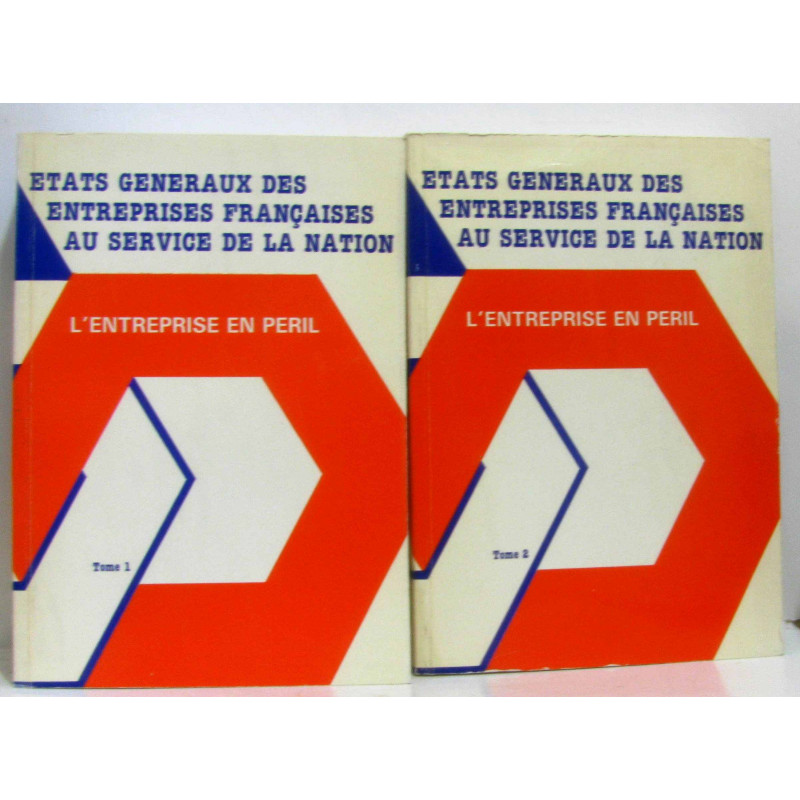 ETATS GENERAUX DES
ENTREPRISES FRANÇAISES
AU SERVICE DE LA NATION
L'ENTREPRISE EN PERIL
Tome 1
ETATS GENERAUX DES
ENTREPRISES FRANÇAISES
AU SERVICE DE LA NATION
L'ENTREPRISE EN PERIL
Tome 2